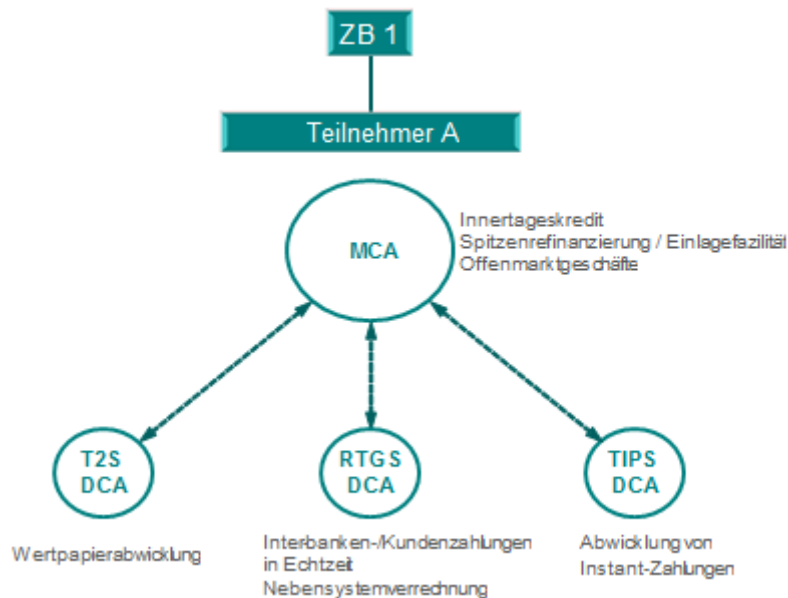 ZB 1
Teilnehmer A
MCA
Innertageskredit
Spitzenrefinanzierung / Einlagefazilität
Offenmarktgeschäfte
T2S
DCA
Wertpapierabwicklung
RTGS
DCA
Interbanken-/Kundenzahlungen
in Echtzeit
Nebensystemverrechnung
TIPS
DCA
Abwicklung von
Instant-Zahlungen